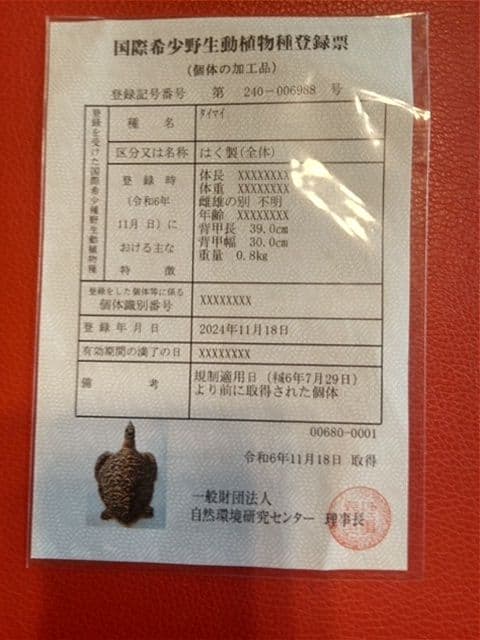 国際希少野生動植物種登録票
(個体の加工品)
登録記号番号 第 240-006988 号
登録を受けた国際希少種野生動植物種
種 名 タイマイ
区分又は名称 はく製(全体)
登録時
(令和6年
11月 日)に
おける主な
特 徴
体長 XXXXXXXX
体重 XXXXXXXX
雌雄の別 不明
年齢 XXXXXXXX
背甲長 39.0cm
背甲幅 30.0cm
重量 0.8kg
登録をした個体等に係る
個体識別番号 XXXXXXXX
登録年月日 2024年11月18日
有効期間の満了の日 XXXXXXXX
備 考 規制適用日 (6年7月29日)
より前に取得された個体
00680-0001
令和6年11月18日 取得
一般財団法人
自然環境研究センター 理事長